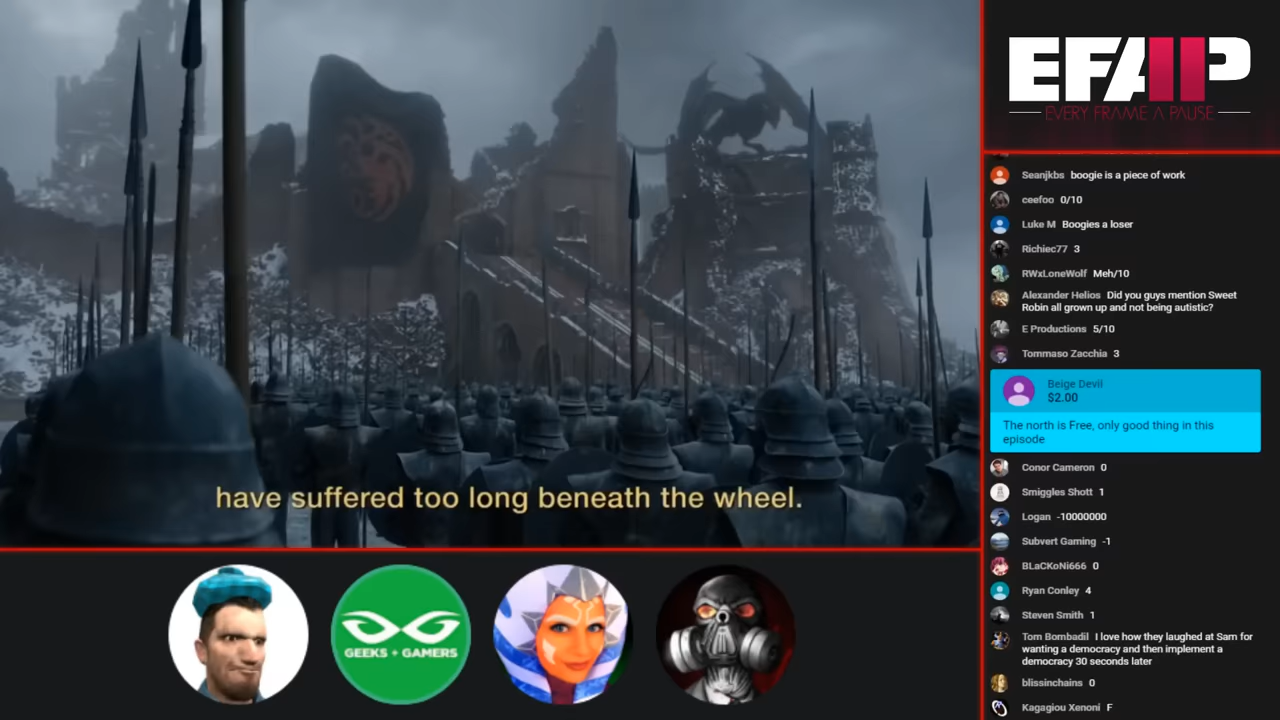 have suffered too long beneath the wheel.
GEEKS + GAMERS
EFAP
EVERY FRAME A PAUSE
Seanjkbs boogie is a piece of work
ceefoo 0/10
Luke M Boogies a loser
Richiec77 3
RWxLoneWolf Meh/10
Alexander Helios Did you guys mention Sweet
Robin all grown up and not being autistic?
E Productions 5/10
Tommaso Zacchia 3
Beige Devil
$2.00
The north is Free, only good thing in this
episode
Conor Cameron 0
Smiggles Shott 1
Logan -10000000
Subvert Gaming -1
BLaCKoNi666 0
Ryan Conley 4
Steven Smith 1
Tom Bombadil I love how they laughed at Sam for
wanting a democracy and then implement a
democracy 30 seconds later
blissinchains 0
Kagagiou Xenoni F